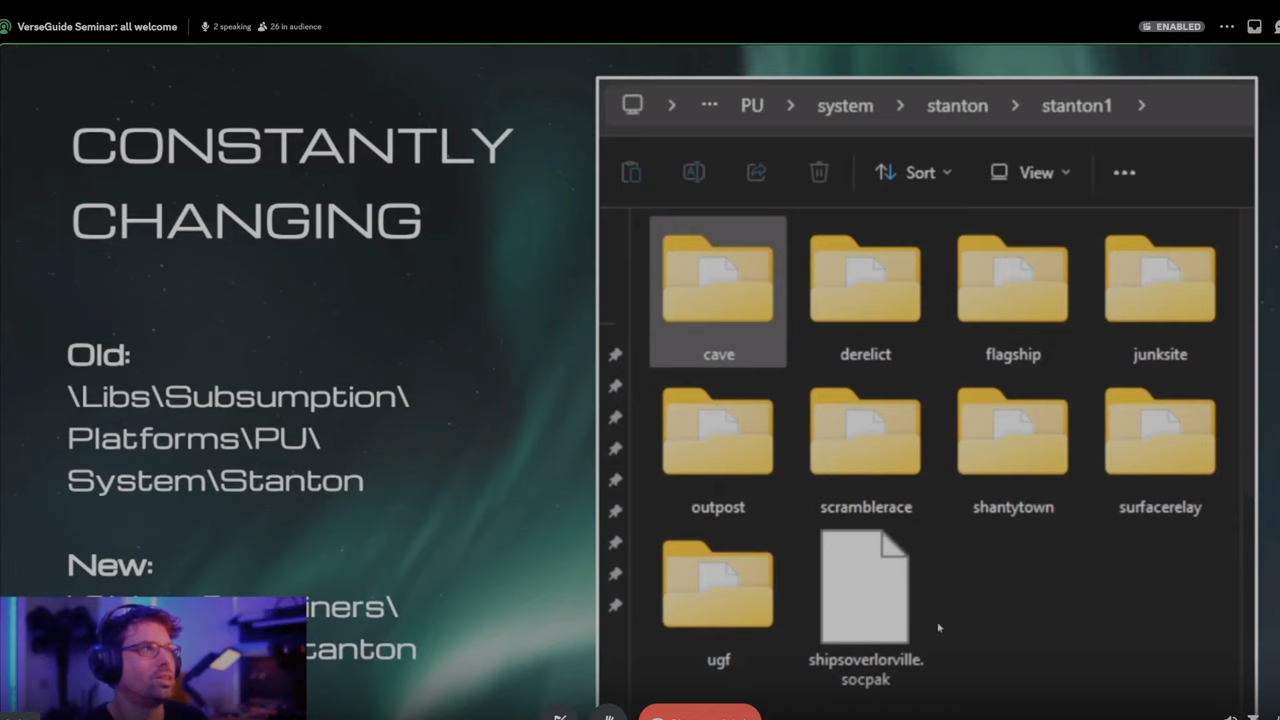 VerseGuide Seminar: all welcome
2 speaking
26 in audience
ENABLED
CONSTANTLY
CHANGING
Old:
\Libs\Subsumption\
Platforms\PU\
System\Stanton
New:
iners\
tanton
PU > system > stanton > stanton1 >
Sort
View
cave
derelict
flagship
junksite
outpost
scramblerace
shantytown
surfacerelay
ugf
shipsoverlorville.
socpak